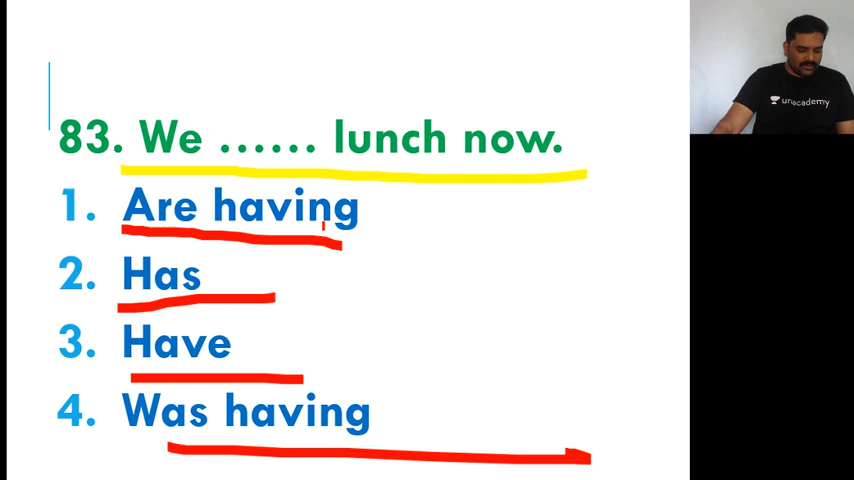 83. We ...... lunch now.
1. Are having
2. Has
3. Have
4. Was having
unacademy